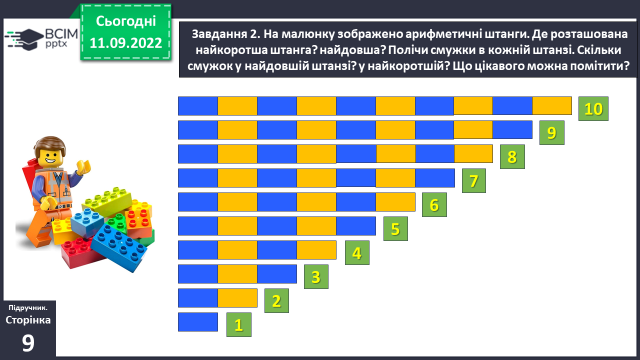 ВСІМ
pptx
Сьогодні
11.09.2022
Завдання 2. На малюнку зображено арифметичні штанги. Де розташована
найкоротша штанга? найдовша? Полічи смужки в кожній штанзі. Скільки
смужок у найдовшій штанзі? у найкоротшій? Що цікавого можна помітити?
10
9
8
7
6
5
4
3
2
1
Підручник.
Сторінка
9